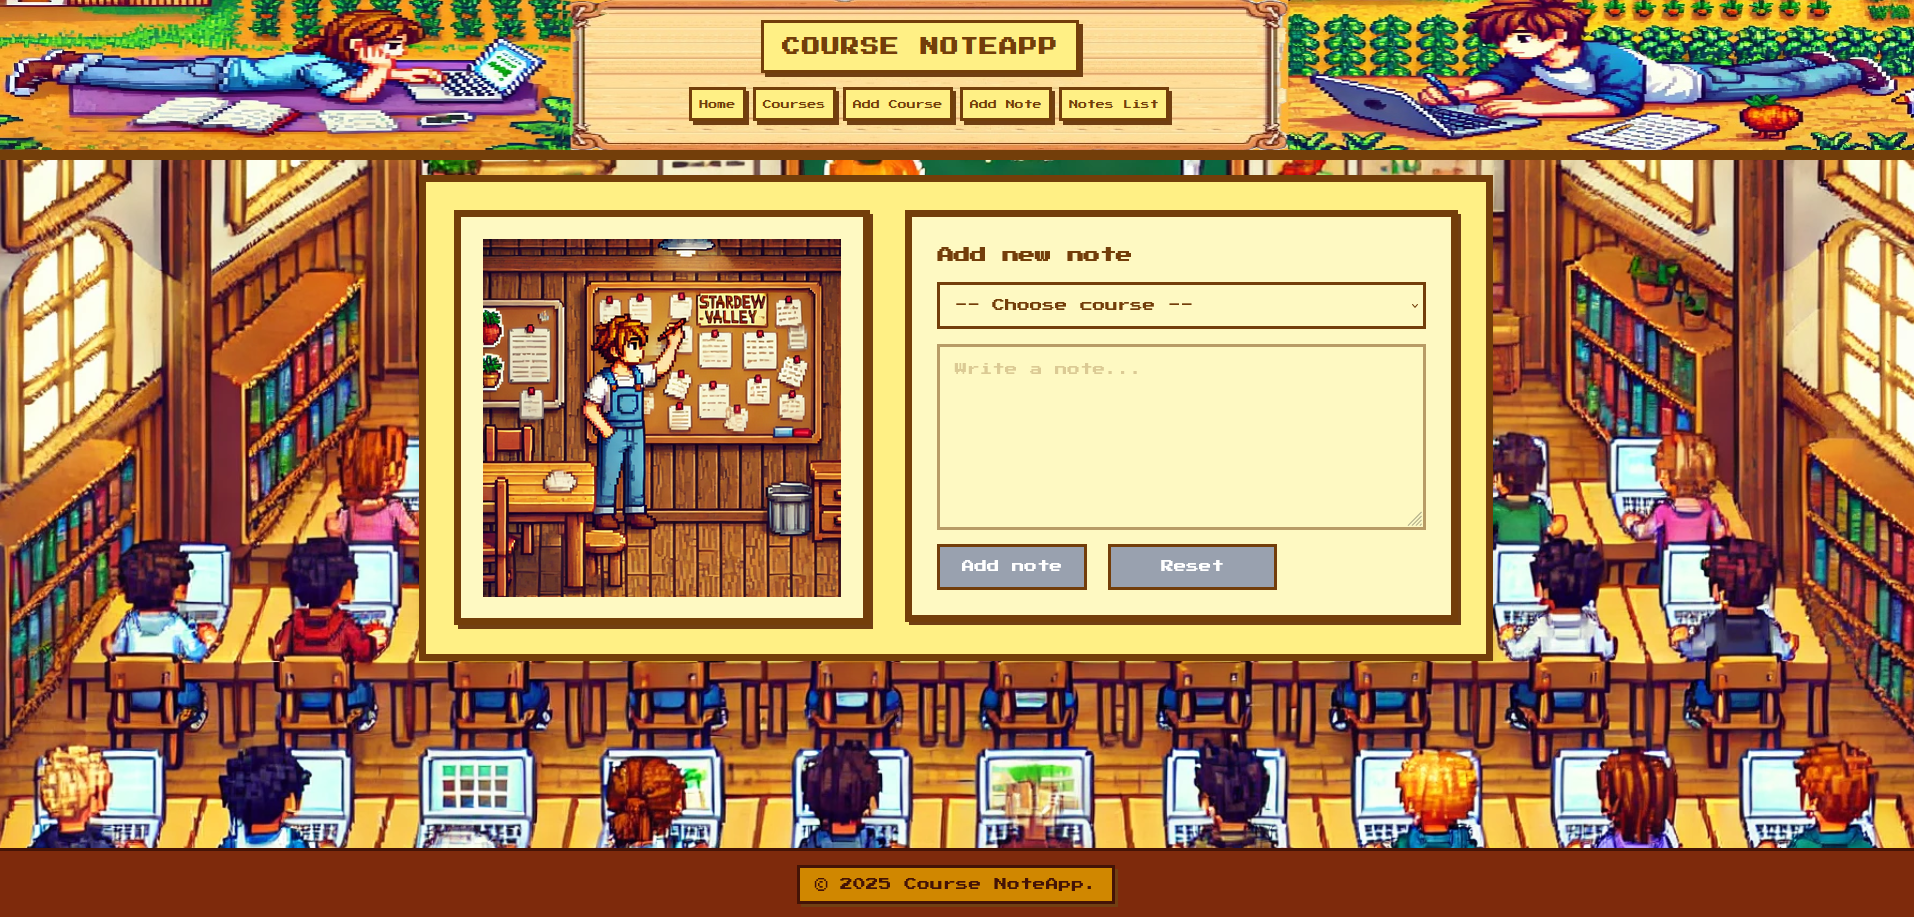 COURSE NOTEAPP
Home
Courses
Add Course
Add Note
Notes List
STARDEW
VALLEY
Add new note
-- Choose course --
Write a note...
Add note
Reset
© 2025 Course NoteApp.